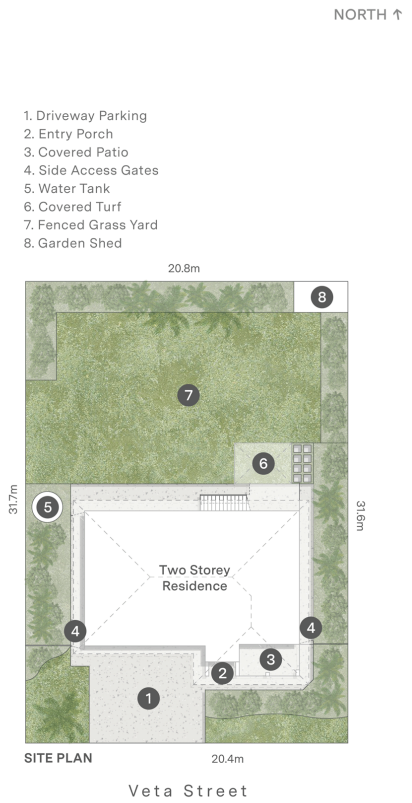 NORTH ↑
1. Driveway Parking
2. Entry Porch
3. Covered Patio
4. Side Access Gates
5. Water Tank
6. Covered Turf
7. Fenced Grass Yard
8. Garden Shed
20.8m
8
7
6
31.7m
5
31.6m
Two Storey
Residence
4
4
3
2
1
SITE PLAN
20.4m
Veta Street